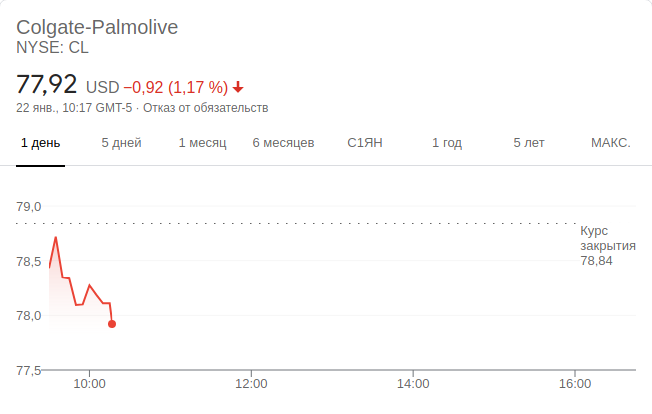 Colgate-Palmolive
NYSE: CL
77,92 USD −0,92 (1,17 %)
22 янв., 10:17 GMT-5 · Отказ от обязательств
1 день 5 дней 1 месяц 6 месяцев С1ЯН 1 год 5 лет МАКС.
79,0
Курс
закрытия
78,84
78,5
78,0
77,5
10:00 12:00 14:00 16:00